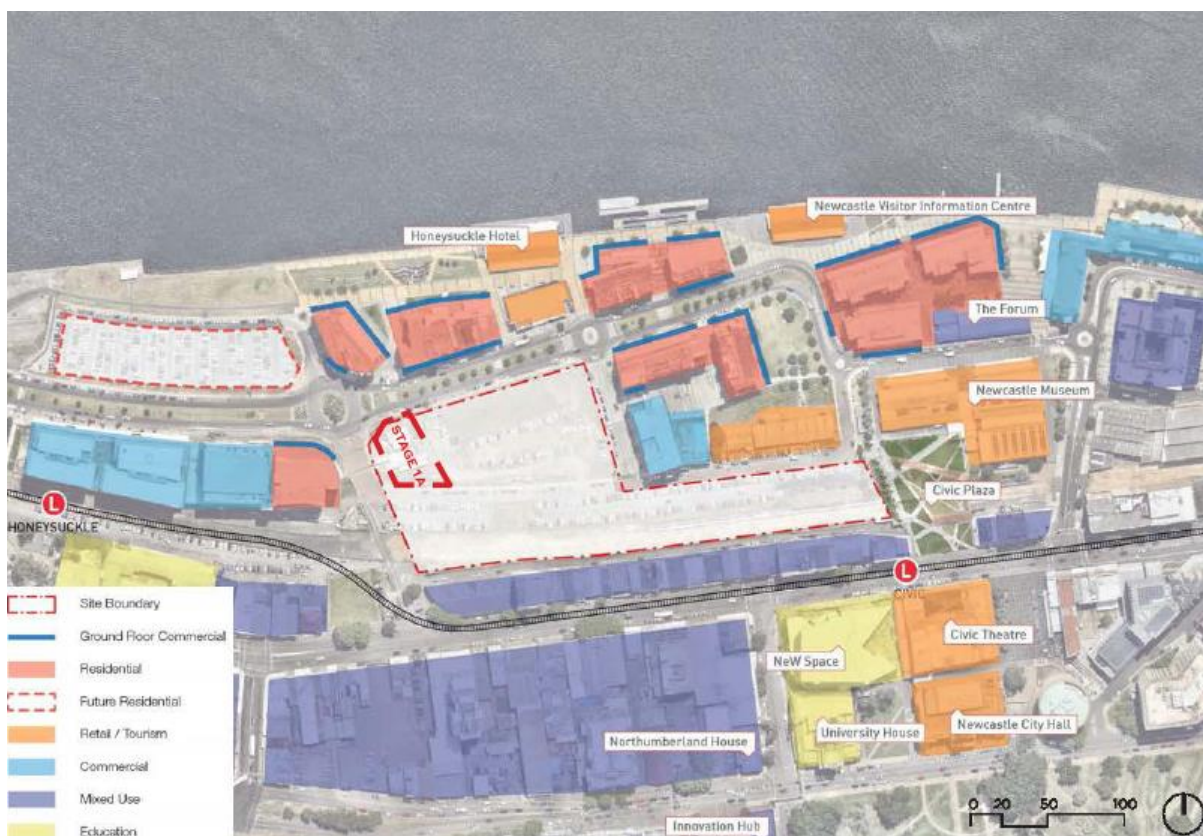 Newcastle Visitor Information Centre
Honeysuckle Hotel
The Forum
Newcastle Museum
STAGE 1A
Civic Plaza
L
HONEYSUCKLE
L
CIVIC
Site Boundary
Ground Floor Commercial
Residential
Future Residential
Retail / Tourism
Commercial
Mixed Use
Education
Civic Theatre
NeW Space
Newcastle City Hall
University House
Northumberland House
Innovation Hub
0 20 50 100